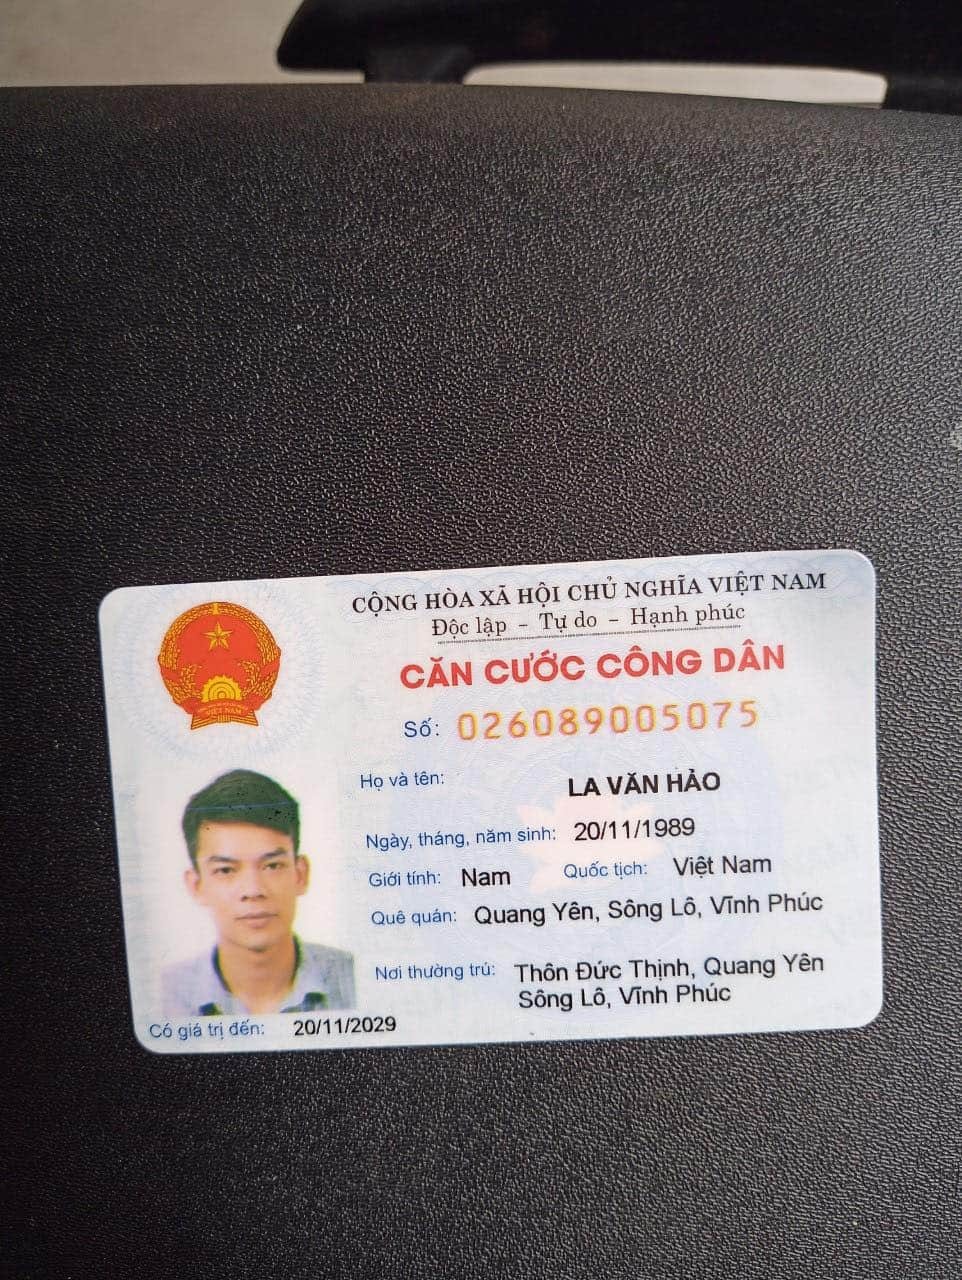 CỘNG HÒA XÃ HỘI CHỦ NGHĨA VIỆT NAM
Độc lập - Tự do - Hạnh phúc
CĂN CƯỚC CÔNG DÂN
Số: 026089005075
Họ và tên: LA VĂN HẢO
Ngày, tháng, năm sinh: 20/11/1989
Giới tính: Nam Quốc tịch: Việt Nam
Quê quán: Quang Yên, Sông Lô, Vĩnh Phúc
Nơi thường trú: Thôn Đức Thịnh, Quang Yên
Sông Lô, Vĩnh Phúc
Có giá trị đến: 20/11/2029